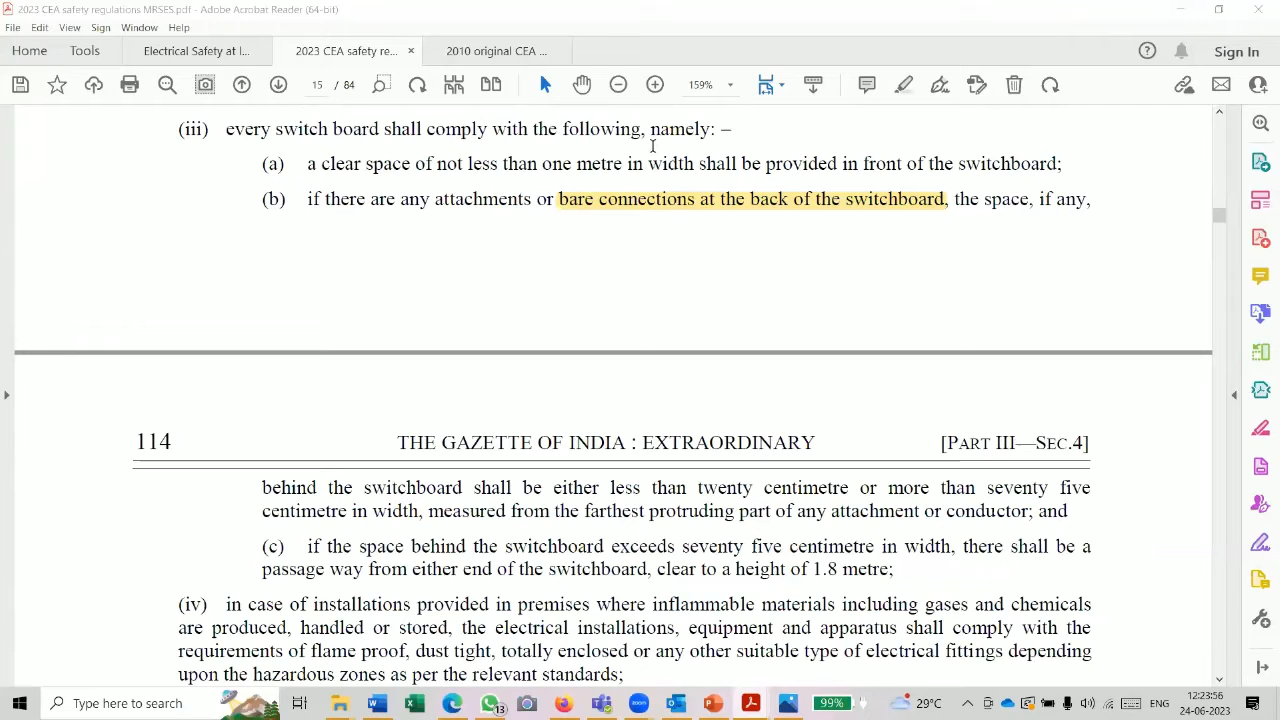 2023 CEA safety regulations MRSES.pdf - Adobe Acrobat Reader (64-bit)
File Edit View Sign Window Help
Home Tools Electrical Safety at I... 2023 CEA safety re... × 2010 original CEA ... Sign In
15 / 84 159%
(iii) every switch board shall comply with the following, namely: –
(a) a clear space of not less than one metre in width shall be provided in front of the switchboard;
(b) if there are any attachments or bare connections at the back of the switchboard, the space, if any,
114 THE GAZETTE OF INDIA : EXTRAORDINARY [PART III—SEC.4]
behind the switchboard shall be either less than twenty centimetre or more than seventy five
centimetre in width, measured from the farthest protruding part of any attachment or conductor; and
(c) if the space behind the switchboard exceeds seventy five centimetre in width, there shall be a
passage way from either end of the switchboard, clear to a height of 1.8 metre;
(iv) in case of installations provided in premises where inflammable materials including gases and chemicals
are produced, handled or stored, the electrical installations, equipment and apparatus shall comply with the
requirements of flame proof, dust tight, totally enclosed or any other suitable type of electrical fittings depending
upon the hazardous zones as per the relevant standards;
Type here to search 13 zoom 99% 29°C ENG 12:23:56
24-06-2023